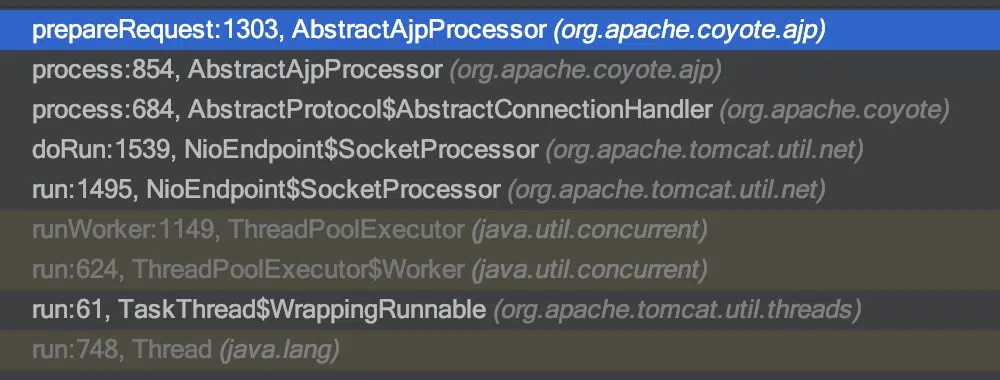 prepareRequest:1303, AbstractAjpProcessor (org.apache.coyote.ajp)
process:854, AbstractAjpProcessor (org.apache.coyote.ajp)
process:684, AbstractProtocol$AbstractConnectionHandler (org.apache.coyote)
doRun:1539, NioEndpoint$SocketProcessor (org.apache.tomcat.util.net)
run:1495, NioEndpoint$SocketProcessor (org.apache.tomcat.util.net)
runWorker:1149, ThreadPoolExecutor (java.util.concurrent)
run:624, ThreadPoolExecutor$Worker (java.util.concurrent)
run:61, TaskThread$WrappingRunnable (org.apache.tomcat.util.threads)
run:748, Thread (java.lang)